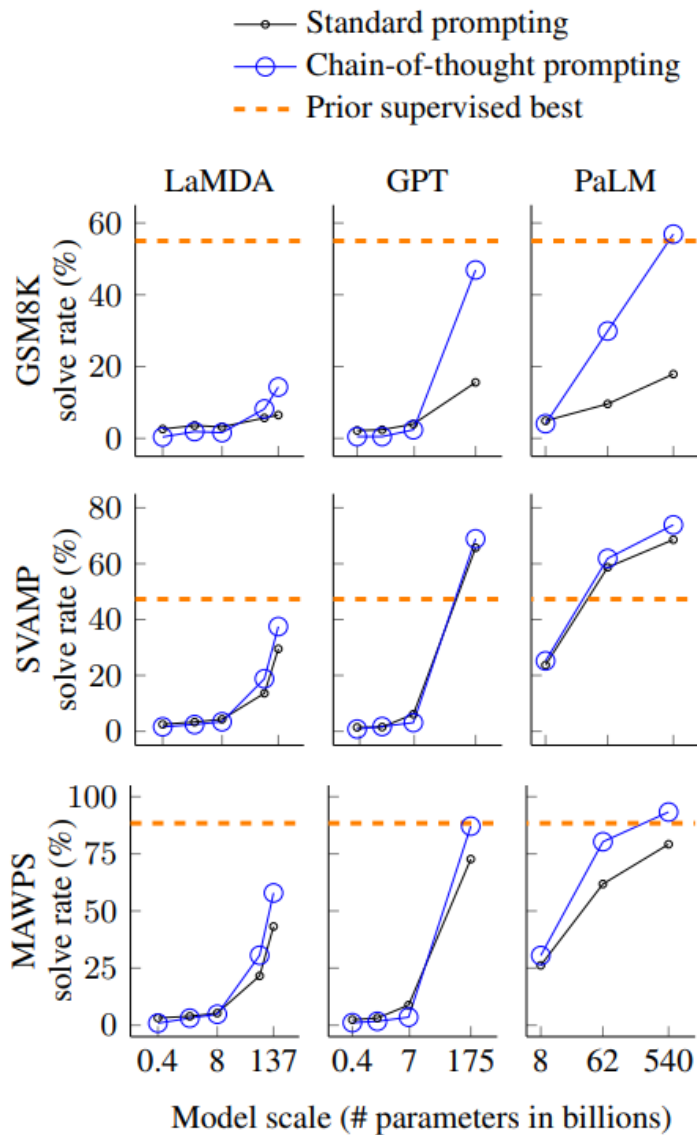 Standard prompting
Chain-of-thought prompting
Prior supervised best
LaMDA GPT PaLM
GSM8K
solve rate (%)
60
40
20
0
SVAMP
solve rate (%)
80
60
40
20
0
MAWPS
solve rate (%)
100
75
50
25
0
0.4 8 137 0.4 7 175 8 62 540
Model scale (# parameters in billions)